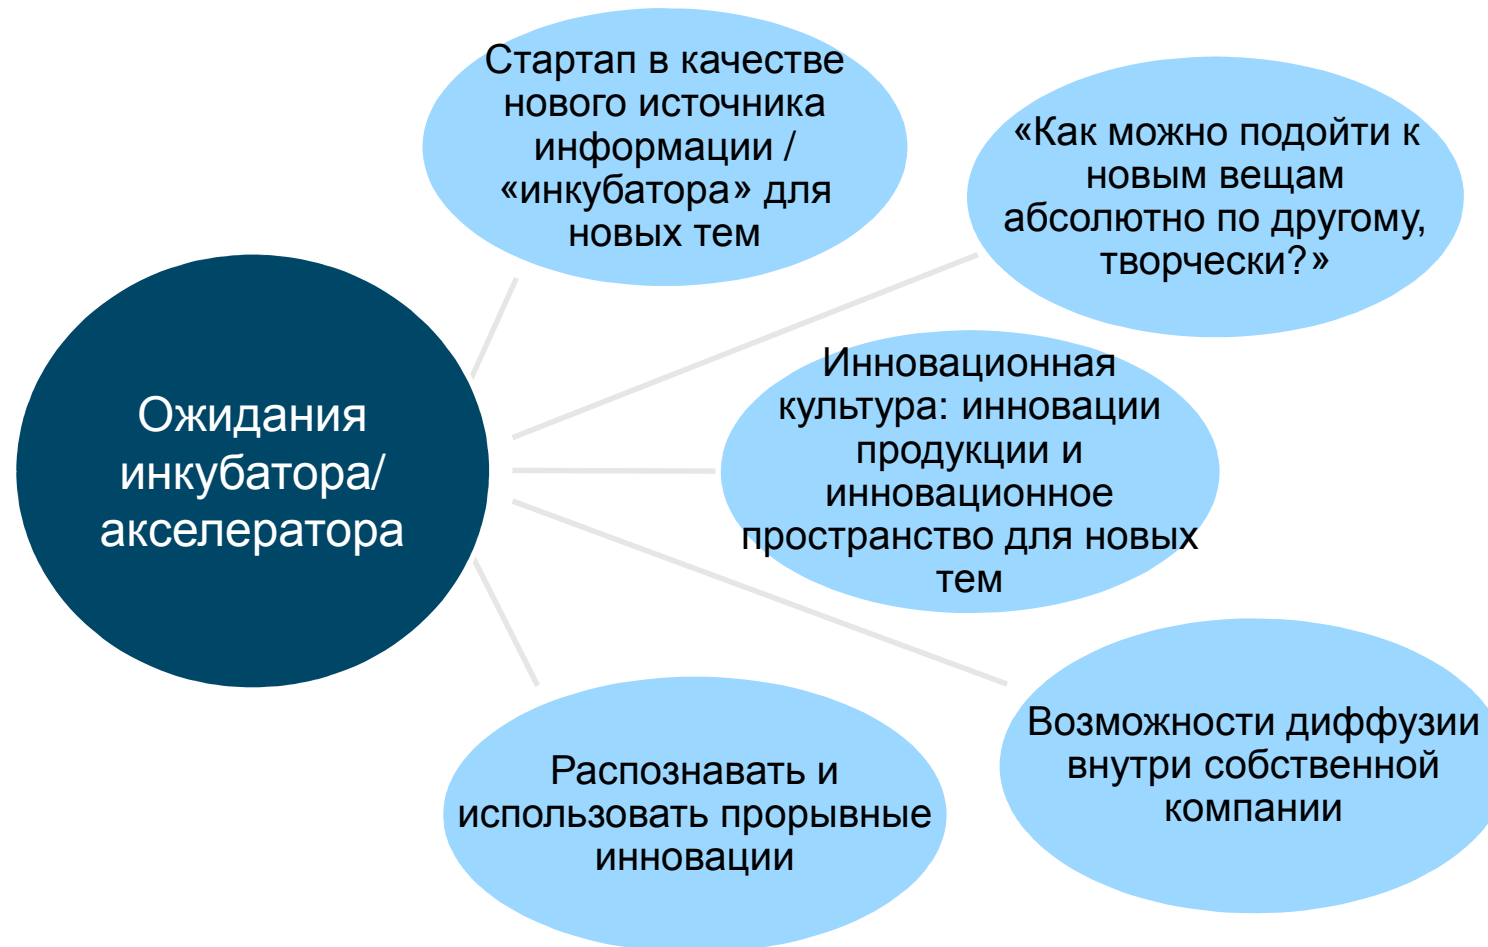 Стартап в качестве
нового источника
информации /
«инкубатора» для
новых тем
«Как можно подойти к
новым вещам
абсолютно по другому,
творчески?»
Ожидания
инкубатора/
акселератора
Инновационная
культура: инновации
продукции и
инновационное
пространство для новых
тем
Возможности диффузии
внутри собственной
компании
Распознавать и
использовать прорывные
инновации